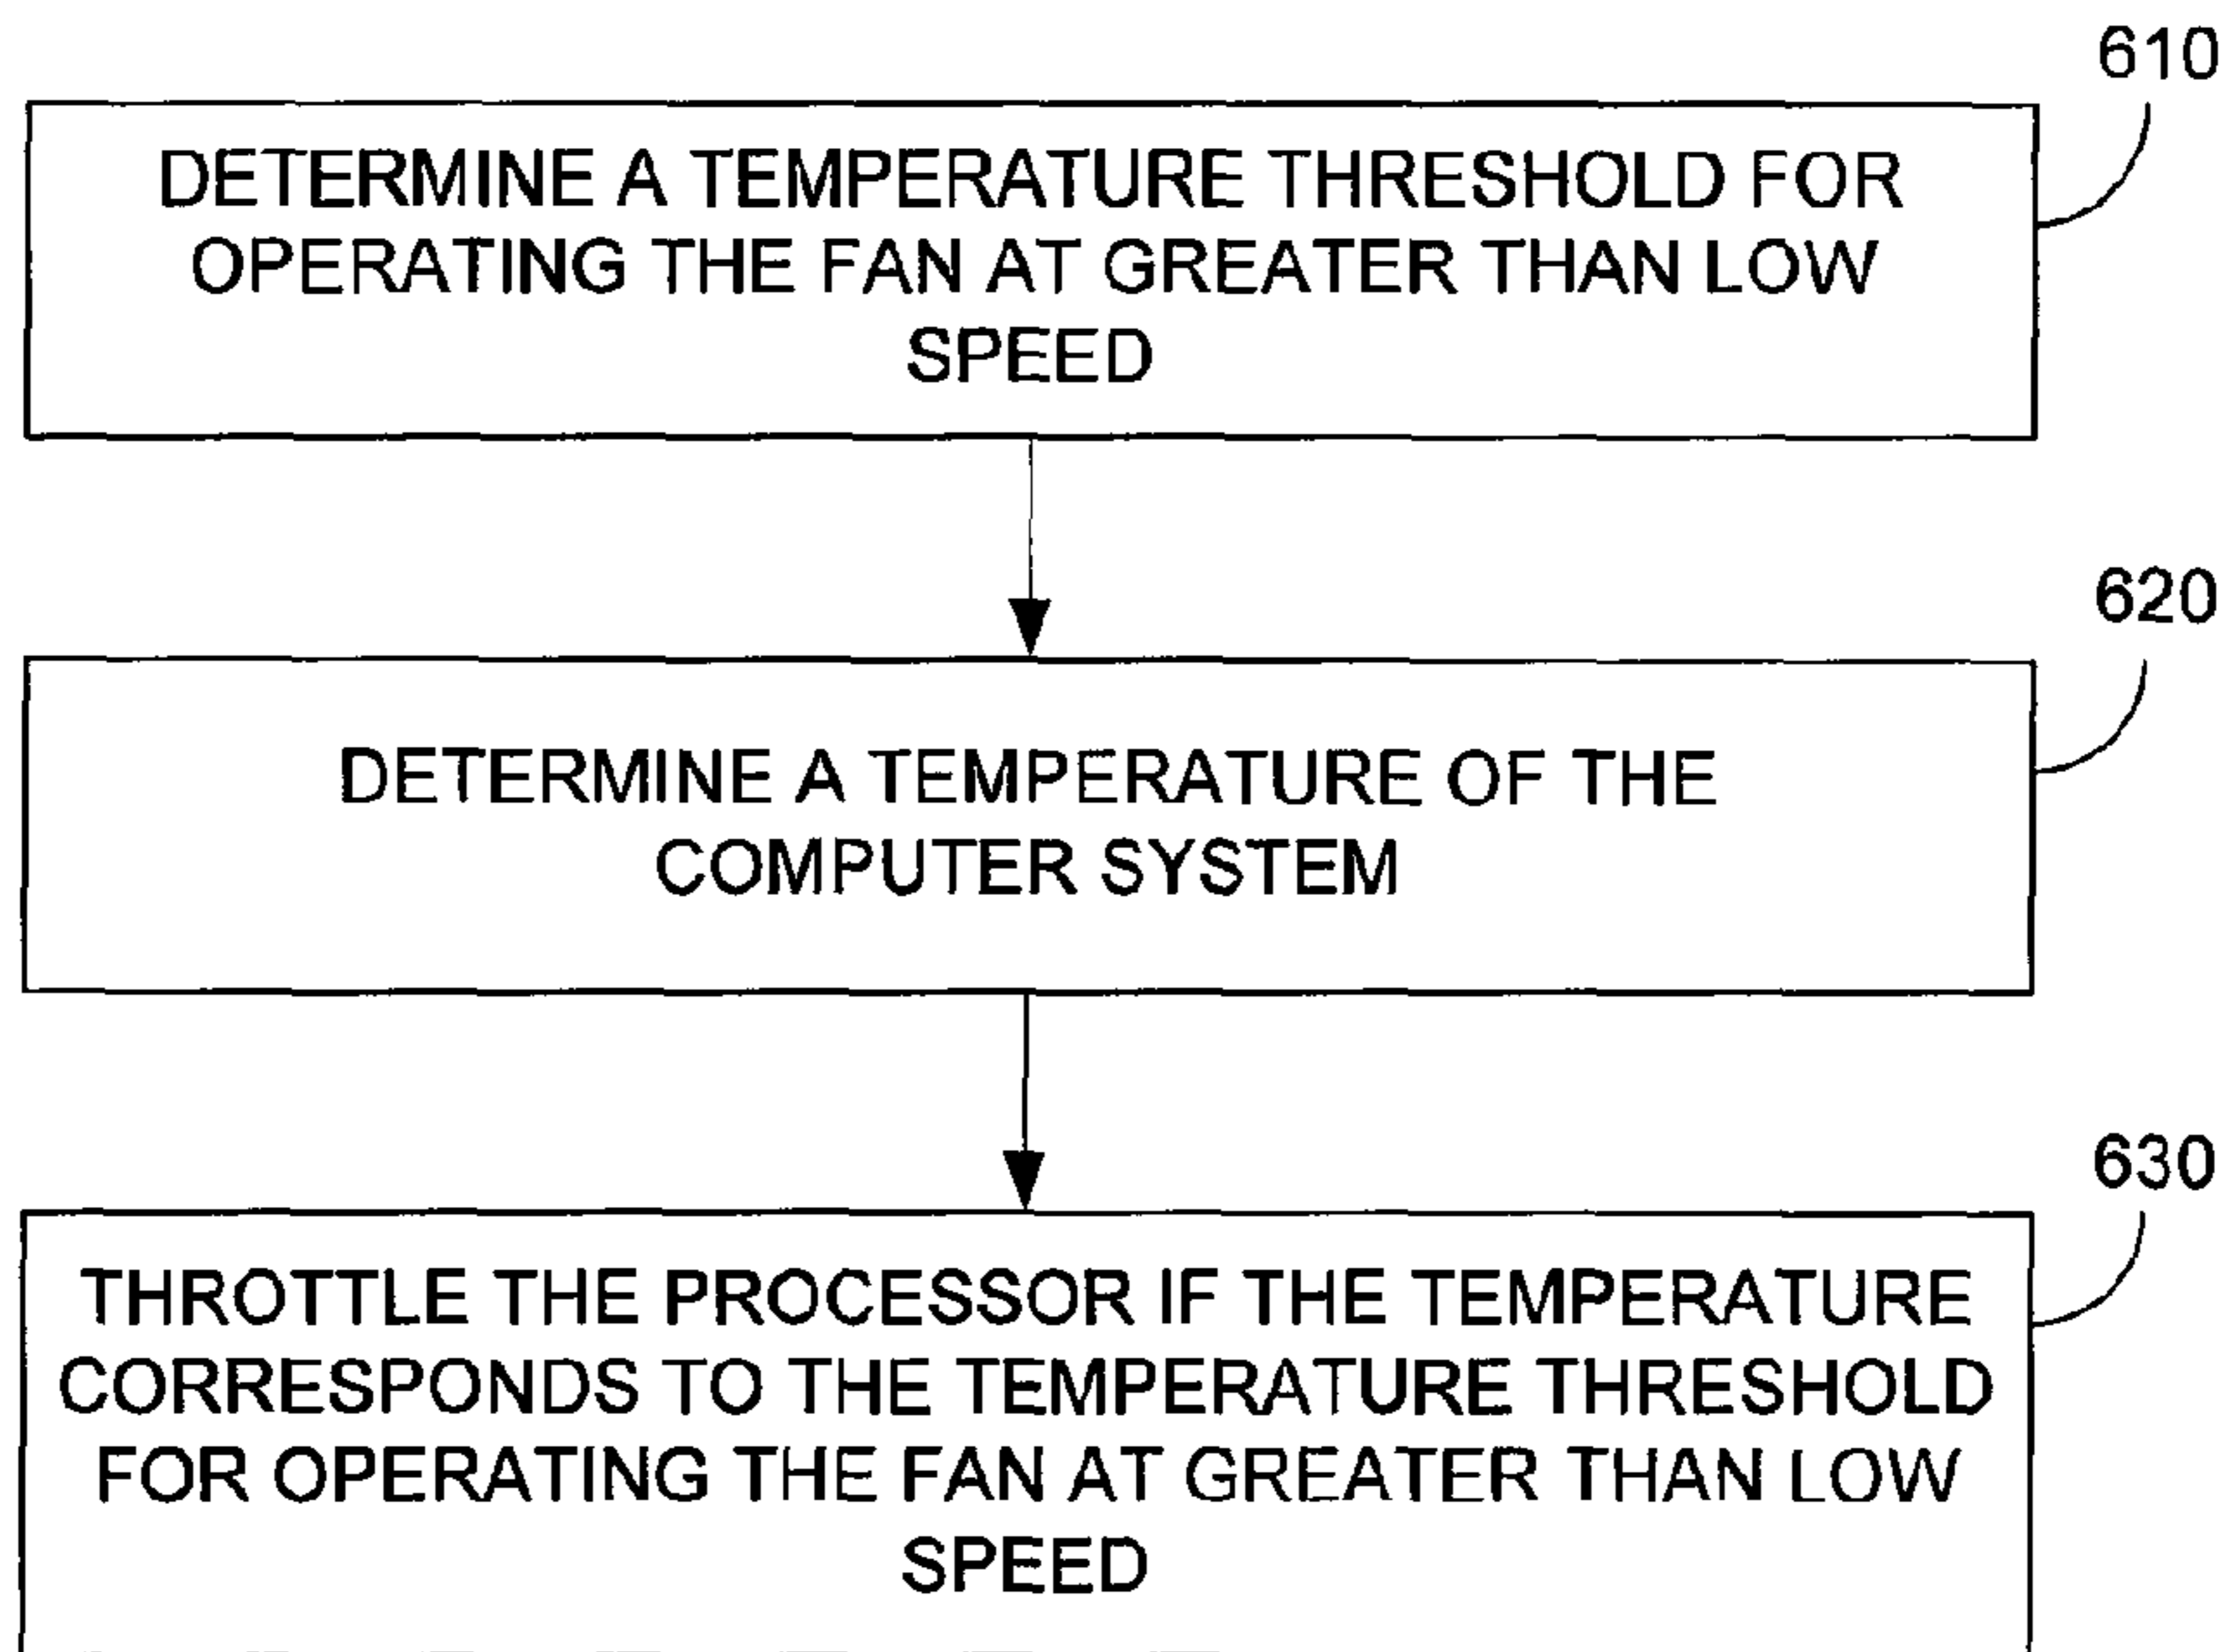 610
DETERMINE A TEMPERATURE THRESHOLD FOR
OPERATING THE FAN AT GREATER THAN LOW
SPEED
620
DETERMINE A TEMPERATURE OF THE
COMPUTER SYSTEM
630
THROTTLE THE PROCESSOR IF THE TEMPERATURE
CORRESPONDS TO THE TEMPERATURE THRESHOLD
FOR OPERATING THE FAN AT GREATER THAN LOW
SPEED